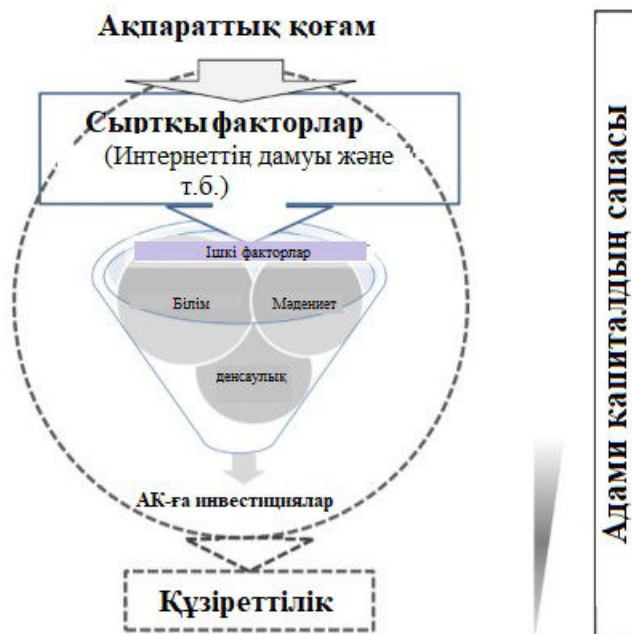 Ақпараттық қоғам
Сыртқы факторлар
(Интернеттің дамуы және
т.б.)
Ішкі факторлар
Білім
Мәдениет
денсаулық
АК-ға инвестициялар
Құзіреттілік
Адами капиталдың сапасы